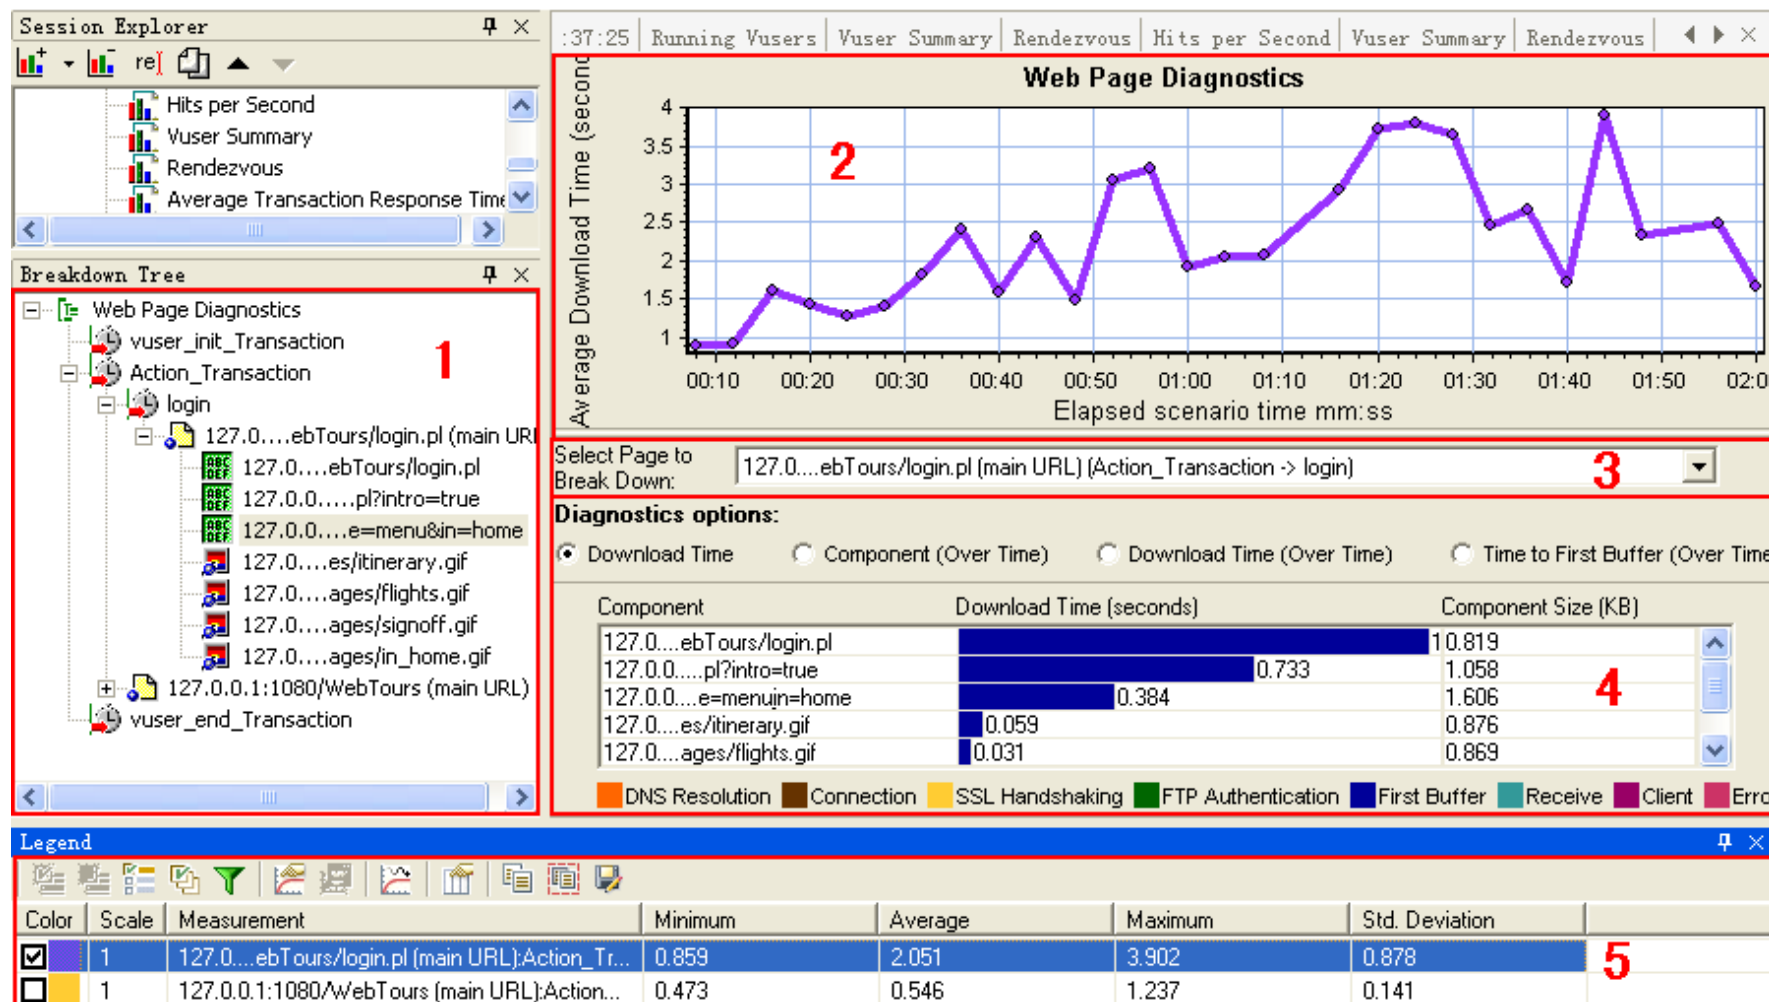 Session Explorer
:37:25 Running Vusers Vuser Summary Rendezvous Hits per Second Vuser Summary Rendezvous
Hits per Second
Vuser Summary
Rendezvous
Average Transaction Response Time
Breakdown Tree
Web Page Diagnostics
vuser_init_Transaction
Action_Transaction
login
127.0....ebTours/login.pl (main URL
127.0....ebTours/login.pl
127.0.0.....pl?intro=true
127.0.0....e=menu&in=home
127.0....es/itinerary.gif
127.0....ages/flights.gif
127.0....ages/signoff.gif
127.0....ages/in_home.gif
127.0.0.1:1080/WebTours (main URL)
vuser_end_Transaction
1
Web Page Diagnostics
Average Download Time (second
4
3.5
3
2.5
2
1.5
1
2
00:10 00:20 00:30 00:40 00:50 01:00 01:10 01:20 01:30 01:40 01:50 02:0
Elapsed scenario time mm:ss
Select Page to
Break Down:
127.0....ebTours/login.pl (main URL) (Action_Transaction -> login)
3
Diagnostics options:
Download Time Component (Over Time) Download Time (Over Time) Time to First Buffer (Over Time
Component Download Time (seconds) Component Size (KB)
127.0....ebTours/login.pl 10.819
127.0.0.....pl?intro=true 0.733 1.058
127.0.0....e=menuin=home 0.384 1.606
127.0....es/itinerary.gif 0.059 0.876
127.0....ages/flights.gif 0.031 0.869
4
DNS Resolution Connection SSL Handshaking FTP Authentication First Buffer Receive Client Erro
Legend
Color Scale Measurement Minimum Average Maximum Std. Deviation
1 127.0....ebTours/login.pl (main URL):Action_Tr... 0.859 2.051 3.902 0.878
5
1 127.0.0.1:1080/WebTours (main URL):Action... 0.473 0.546 1.237 0.141